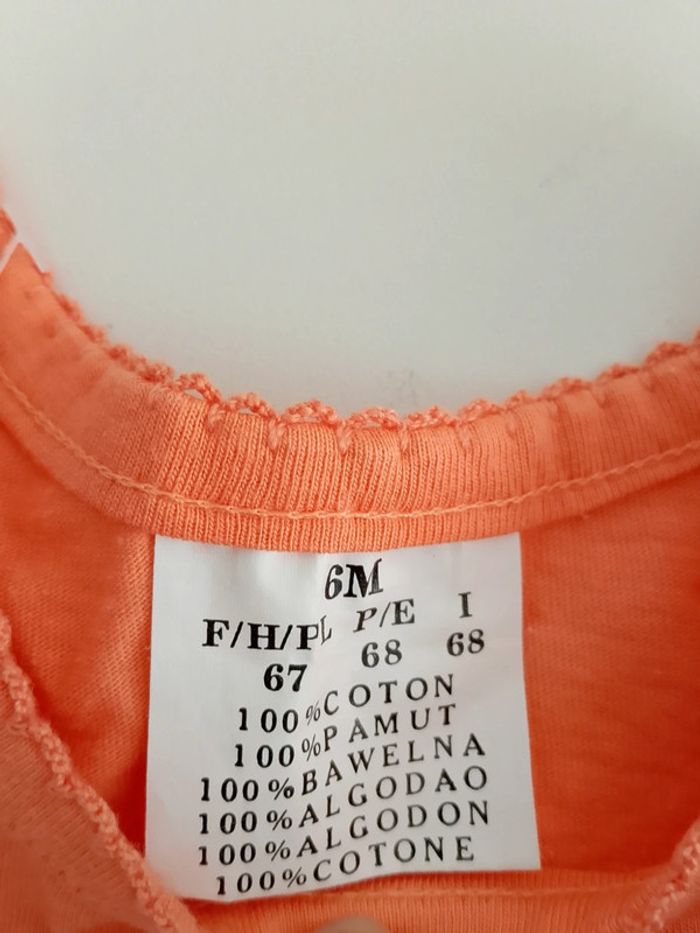 6M
F/H/PL P/E I
67 68 68
100%COTON
100%PAMUT
100%BAWELNA
100%ALGODAO
100%ALGODON
100%COTONE